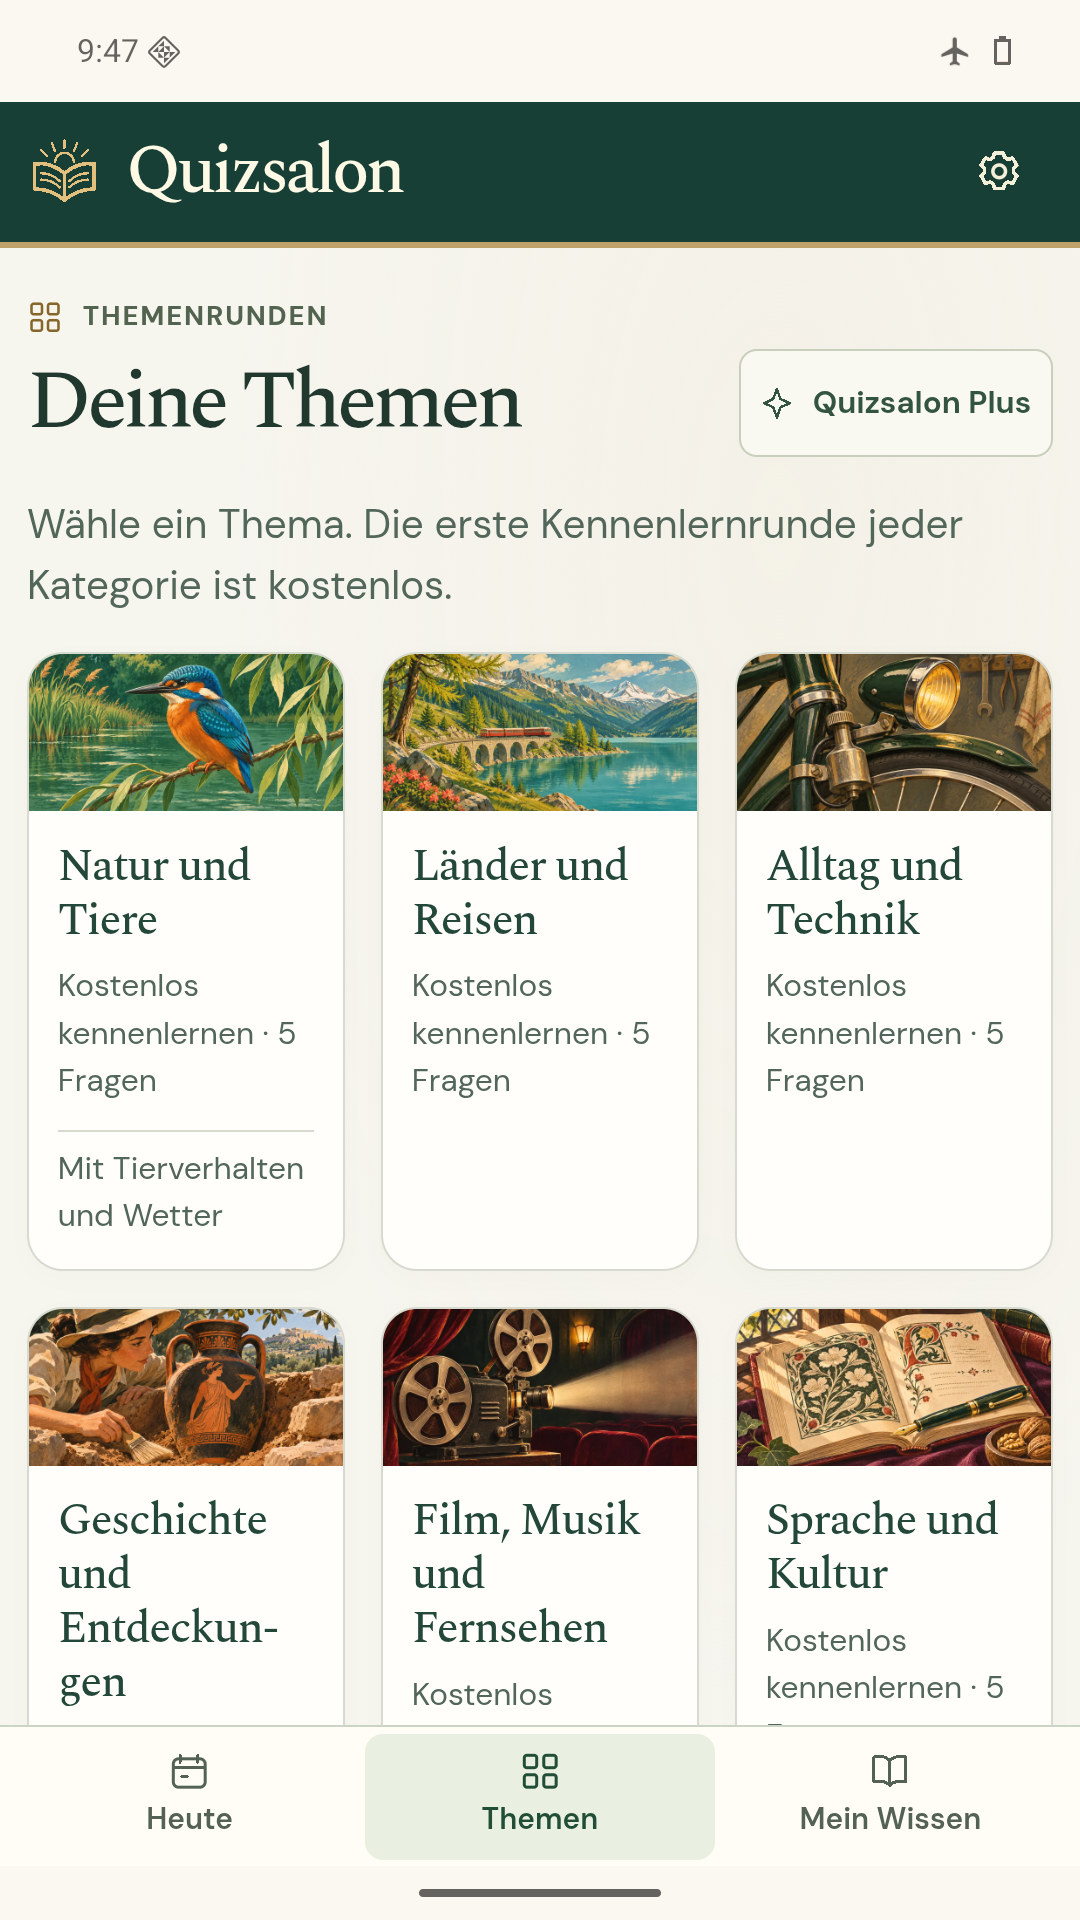 9:47
Quizsalon
THEMENRUNDEN
Deine Themen
Quizsalon Plus
Wähle ein Thema. Die erste Kennenlernrunde jeder
Kategorie ist kostenlos.
Natur und
Tiere
Kostenlos
kennenlernen · 5
Fragen
Mit Tierverhalten
und Wetter
Länder und
Reisen
Kostenlos
kennenlernen · 5
Fragen
Alltag und
Technik
Kostenlos
kennenlernen · 5
Fragen
Geschichte
und
Entdeckun-
gen
Film, Musik
und
Fernsehen
Kostenlos
Sprache und
Kultur
Kostenlos
kennenlernen · 5
Heute
Themen
Mein Wissen